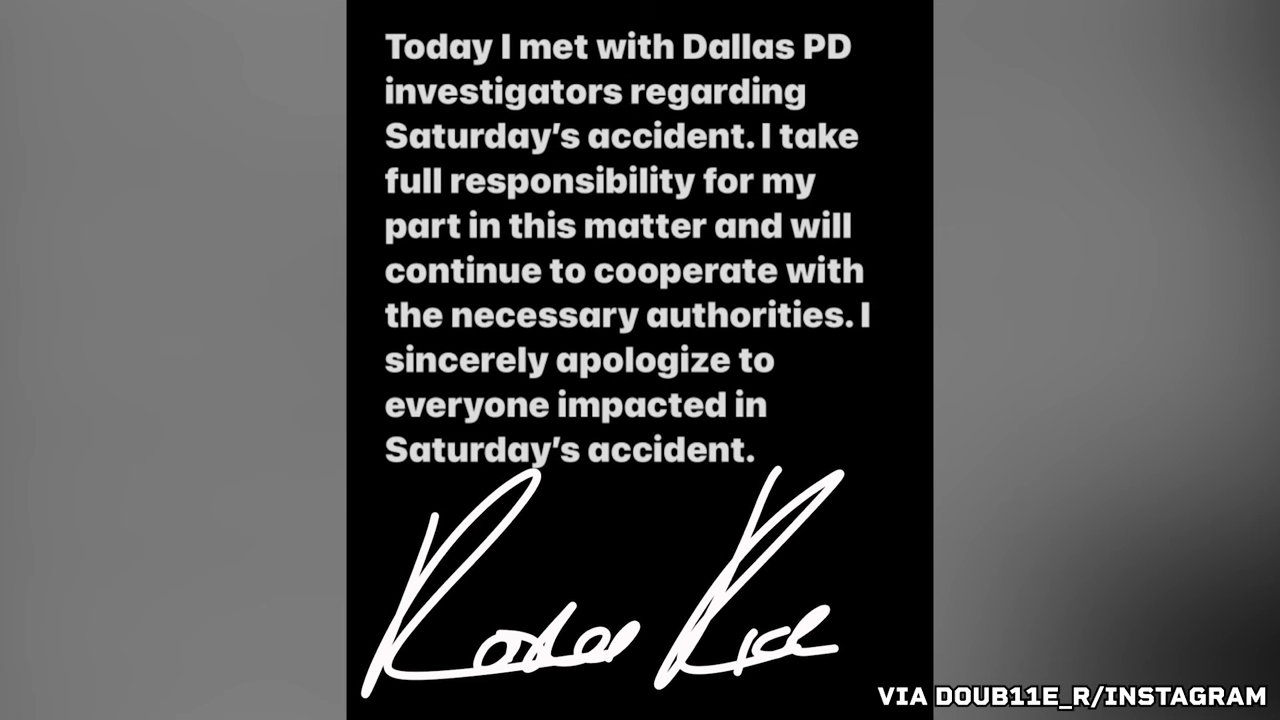 Today I met with Dallas PD
investigators regarding
Saturday's accident. I take
full responsibility for my
part in this matter and will
continue to cooperate with
the necessary authorities. I
sincerely apologize to
everyone impacted in
Saturday's accident.
Rashee Rice
VIA DOUB11E_R/INSTAGRAM